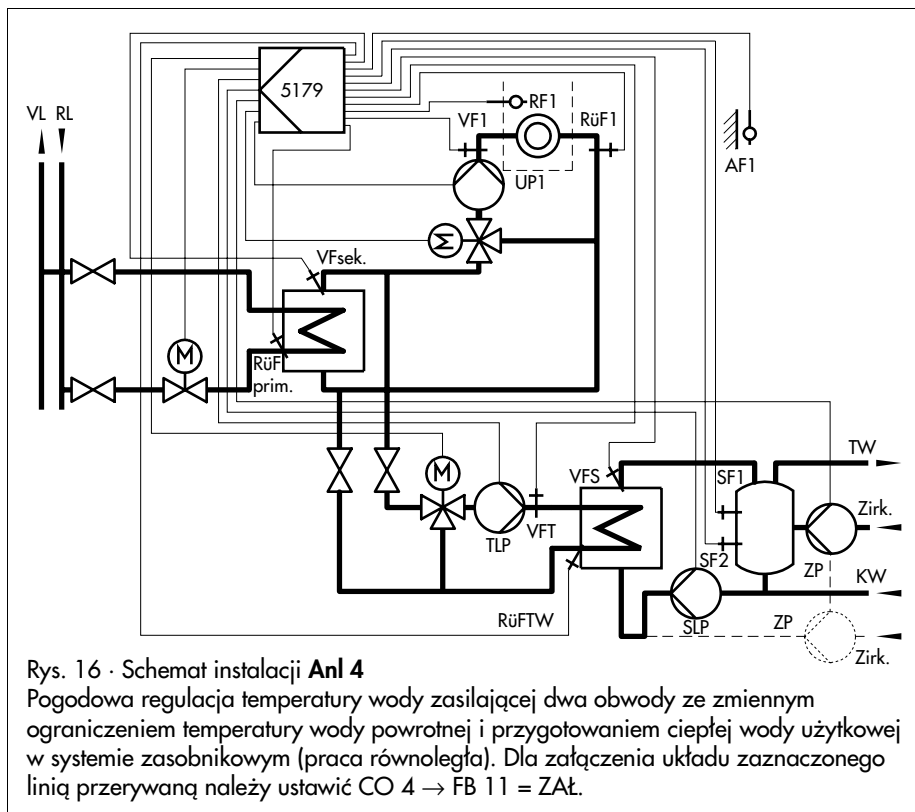 5179
VL RL
VF1
RF1
RüF1
UP1
AF1
VFsek.
M
M
RüF
prim.
M
VFS
SF1
TW
Zirk.
TLP
VFT
SF2
ZP
KW
RüFTW
SLP
ZP
Zirk.
Rys. 16 · Schemat instalacji Anl 4
Pogodowa regulacja temperatury wody zasilającej dwa obwody ze zmiennym
ograniczeniem temperatury wody powrotnej i przygotowaniem ciepłej wody użytkowej
w systemie zasobnikowym (praca równoległa). Dla załączenia układu zaznaczonego
linią przerywaną należy ustawić CO 4 → FB 11 = ZAŁ.